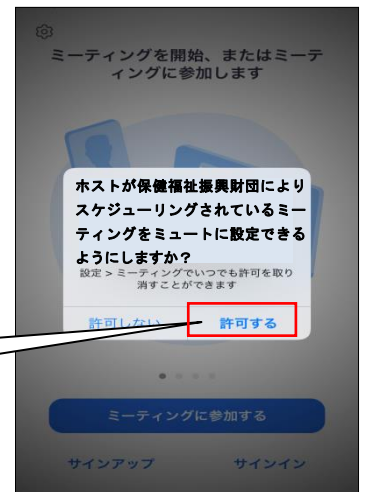 ミーティングを開始、またはミーテ
ィングに参加します
ホストが保健福祉振興財団により
スケジューリングされているミー
ティングをミュートに設定できる
ようにしますか？
設定 > ミーティングでいつでも許可を取り
消すことができます
許可しない
許可する
ミーティングに参加する
サインアップ
サインイン